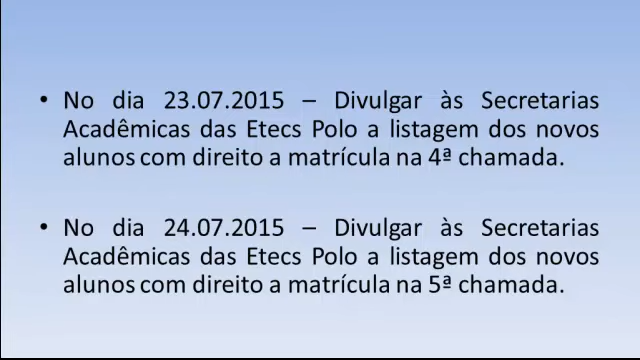 • No dia 23.07.2015 – Divulgar às Secretarias
Acadêmicas das Etecs Polo a listagem dos novos
alunos com direito a matrícula na 4ª chamada.
• No dia 24.07.2015 – Divulgar às Secretarias
Acadêmicas das Etecs Polo a listagem dos novos
alunos com direito a matrícula na 5ª chamada.